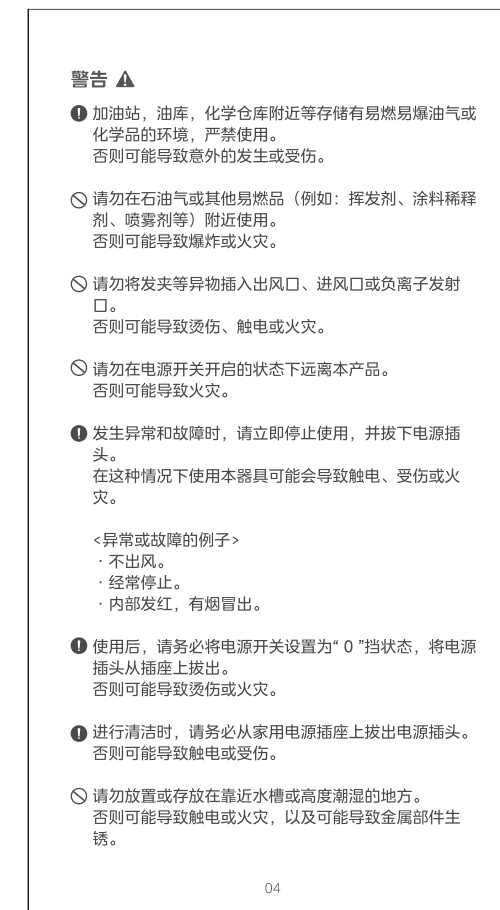 警告
加油站，油库，化学仓库附近等存储有易燃易爆油气或
化学品的环境，严禁使用。
否则可能导致意外的发生或受伤。
请勿在石油气或其他易燃品（例如：挥发剂、涂料稀释
剂、喷雾剂等）附近使用。
否则可能导致爆炸或火灾。
请勿将发夹等异物插入出风口、进风口或负离子发射
口。
否则可能导致烫伤、触电或火灾。
请勿在电源开关开启的状态下远离本产品。
否则可能导致火灾。
发生异常和故障时，请立即停止使用，并拔下电源插
头。
在这种情况下使用本器具可能会导致触电、受伤或火
灾。
<异常或故障的例子>
· 不出风。
· 经常停止。
· 内部发红，有烟冒出。
使用后，请务必将电源开关设置为“ 0 ”挡状态，将电源
插头从插座上拔出。
否则可能导致烫伤或火灾。
进行清洁时，请务必从家用电源插座上拔出电源插头。
否则可能导致触电或受伤。
请勿放置或存放在靠近水槽或高度潮湿的地方。
否则可能导致触电或火灾，以及可能导致金属部件生
锈。
04